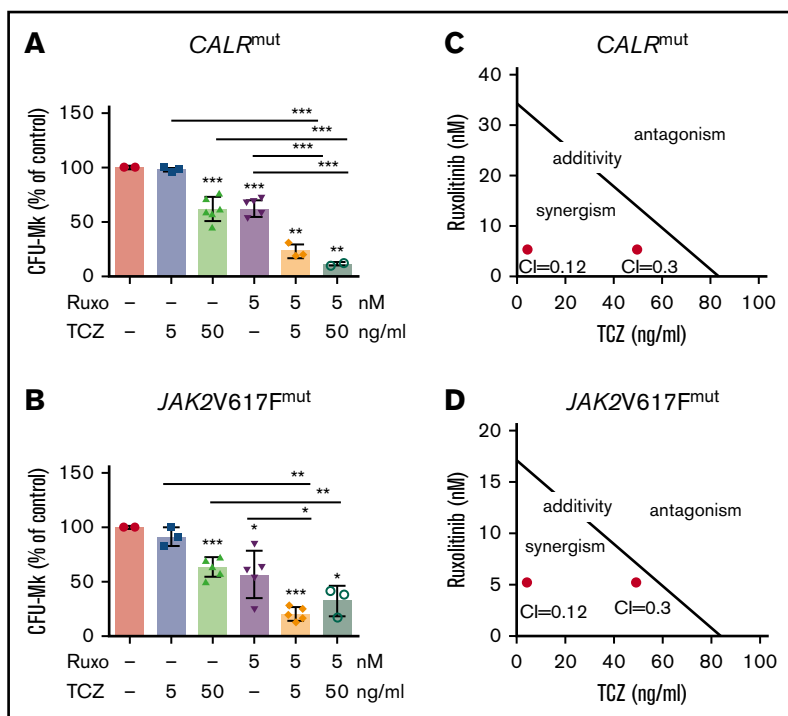 A
CALRmut
CFU-Mk (% of control)
150
100
50
0
***
***
***
***
***
***
**
**
Ruxo – – – 5 5 5 nM
TCZ – 5 50 – 5 50 ng/ml
C
CALRmut
Ruxolitinib (nM)
40
30
20
10
0
antagonism
additivity
synergism
CI=0.12
CI=0.3
0 20 40 60 80 100
TCZ (ng/ml)
B
JAK2V617Fmut
CFU-Mk (% of control)
150
100
50
0
**
**
*
***
*
***
*
Ruxo – – – 5 5 5 nM
TCZ – 5 50 – 5 50 ng/ml
D
JAK2V617Fmut
Ruxolitinib (nM)
20
15
10
5
0
antagonism
additivity
synergism
CI=0.12
CI=0.3
0 20 40 60 80 100
TCZ (ng/ml)